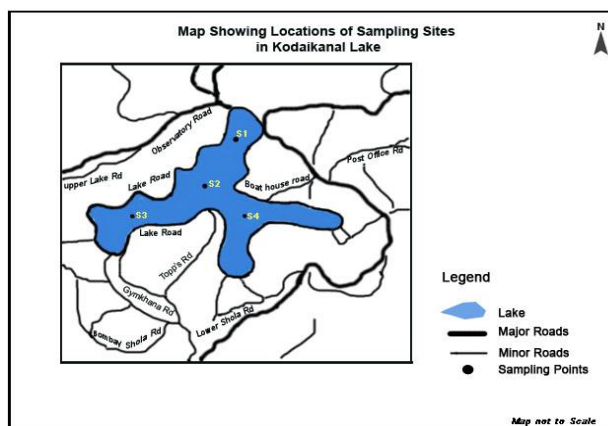 Map Showing Locations of Sampling Sites
in Kodaikanal Lake
N
Observatory Road
S1
Post Office Rd
upper Lake Rd
Lake Road
S2
Boat house road
S3
S4
Lake Road
Topp's Rd
Gymkhana Rd
Bombay Shola Rd
Lower Shola Rd
Legend
Lake
Major Roads
Minor Roads
Sampling Points
Map not to Scale